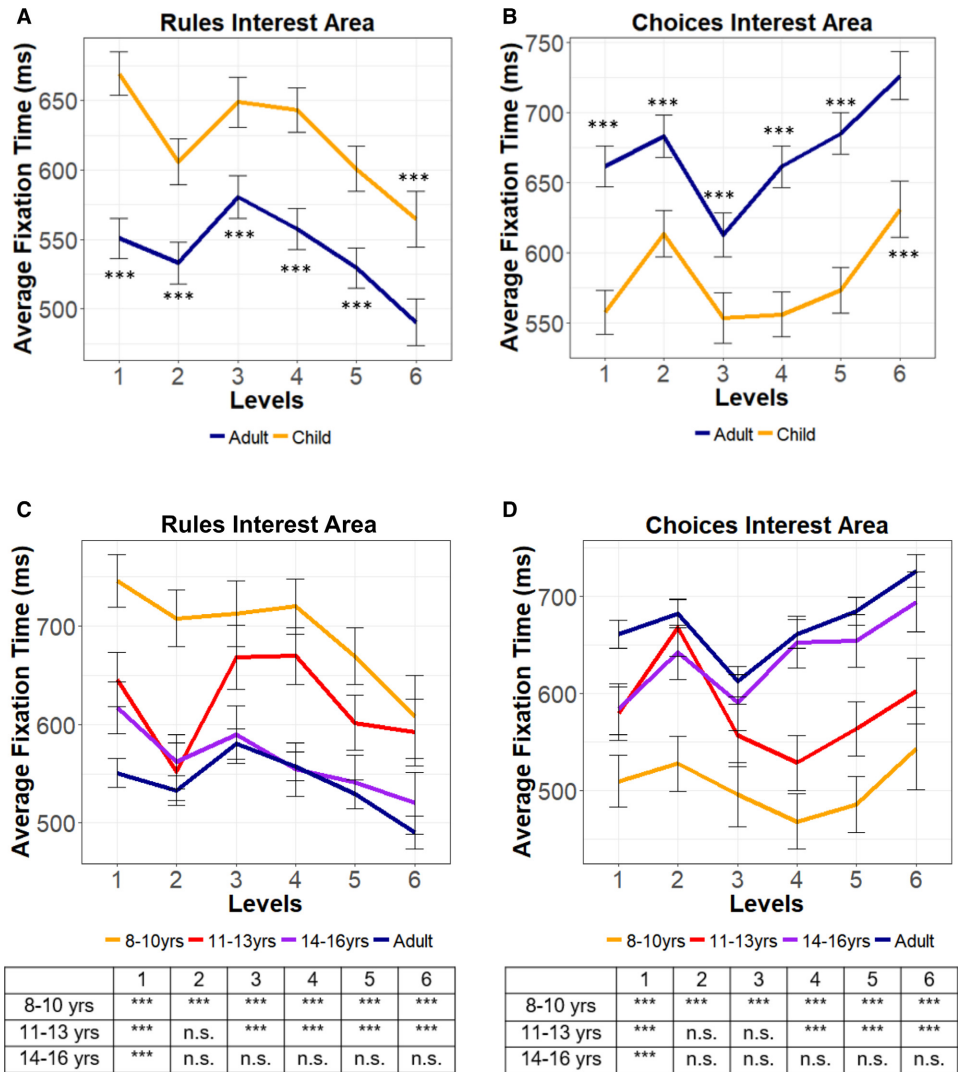 A
Rules Interest Area
Average Fixation Time (ms)
650
600
550
500
***
***
***
***
***
***
1 2 3 4 5 6
Levels
Adult Child
B
Choices Interest Area
Average Fixation Time (ms)
750
700
650
600
550
***
***
***
***
***
***
1 2 3 4 5 6
Levels
Adult Child
C
Rules Interest Area
Average Fixation Time (ms)
700
600
500
1 2 3 4 5 6
Levels
8-10yrs 11-13yrs 14-16yrs Adult
1 2 3 4 5 6
8-10 yrs *** *** *** *** *** ***
11-13 yrs *** n.s. *** *** *** ***
14-16 yrs *** n.s. n.s. n.s. n.s. n.s.
D
Choices Interest Area
Average Fixation Time (ms)
700
600
500
1 2 3 4 5 6
Levels
8-10yrs 11-13yrs 14-16yrs Adult
1 2 3 4 5 6
8-10 yrs *** *** *** *** *** ***
11-13 yrs *** n.s. n.s. *** *** ***
14-16 yrs *** n.s. n.s. n.s. n.s. n.s.